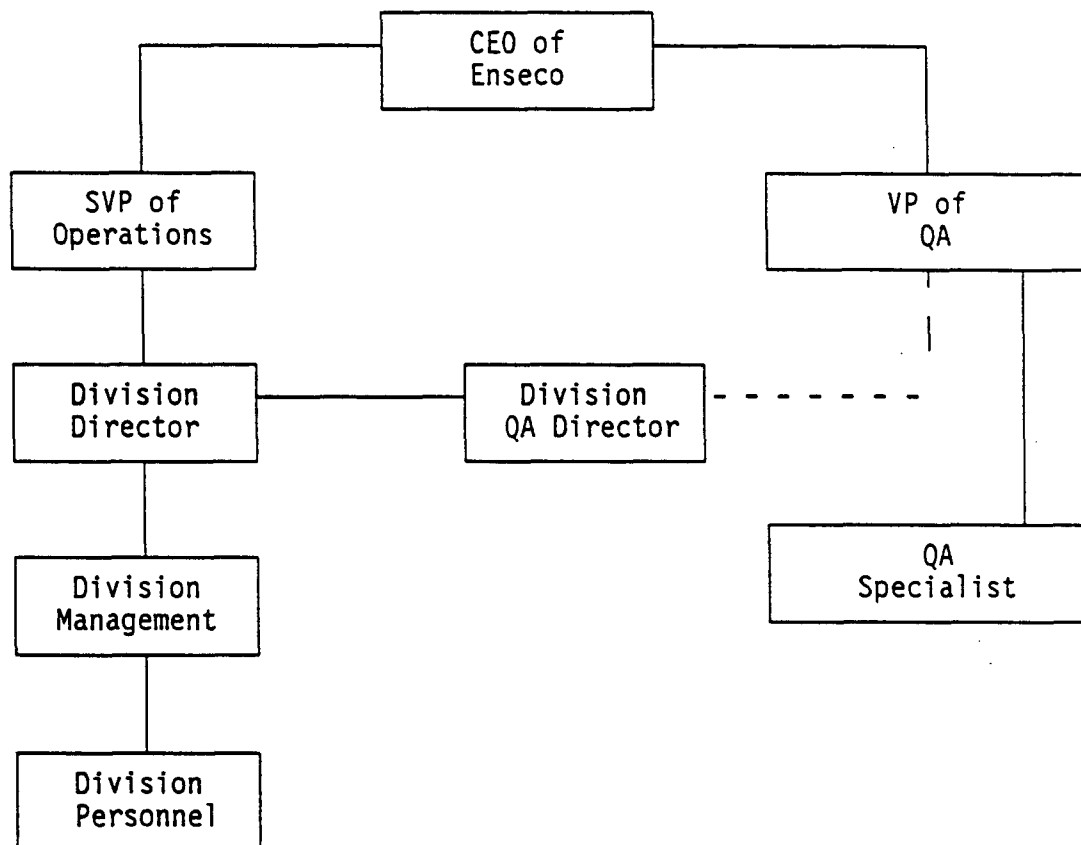 CEO of
Enseco
SVP of
Operations
VP of
QA
Division
Director
Division
QA Director
QA
Specialist
Division
Management
Division
Personnel